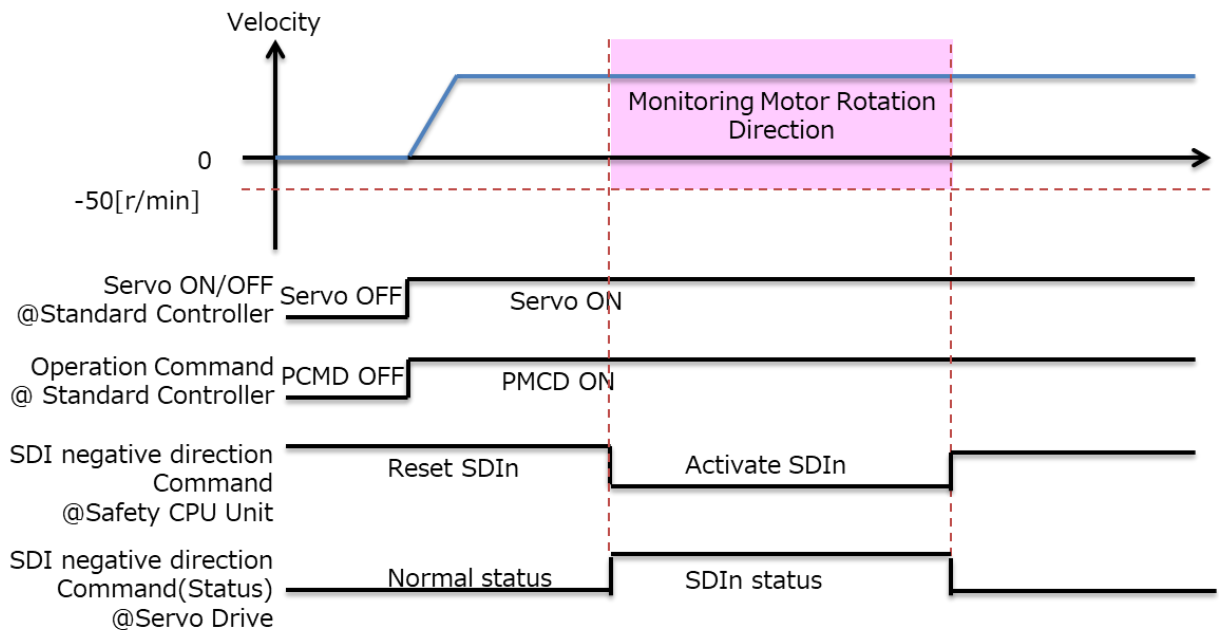 Velocity
Monitoring Motor Rotation
Direction
0
-50[r/min]
Servo ON/OFF
@Standard Controller
Servo OFF
Servo ON
Operation Command
@ Standard Controller
PCMD OFF
PMCD ON
SDI negative direction
Command
@Safety CPU Unit
Reset SDIn
Activate SDIn
SDI negative direction
Command(Status)
@Servo Drive
Normal status
SDIn status